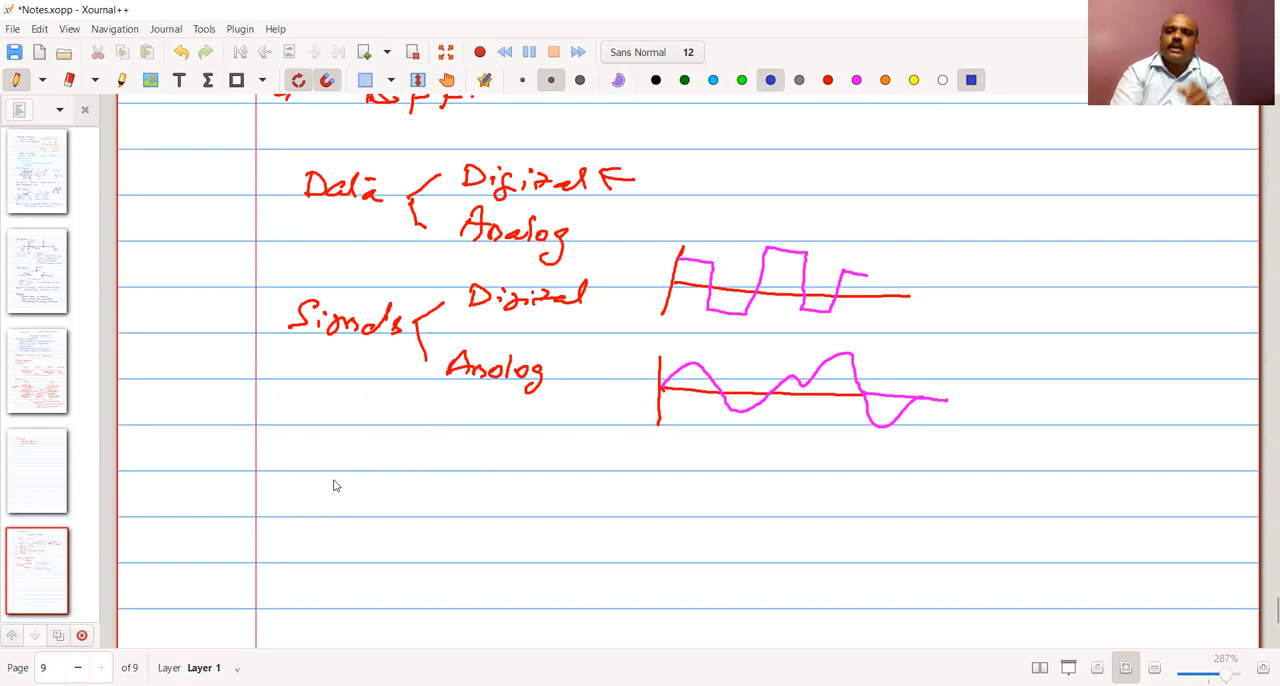 *Notes.xopp - Xournal++
File Edit View Navigation Journal Tools Plugin Help
Sans Normal 12
Data Digital
Analog
Signals Digital
Analog
287%
Page 9 of 9 Layer Layer 1